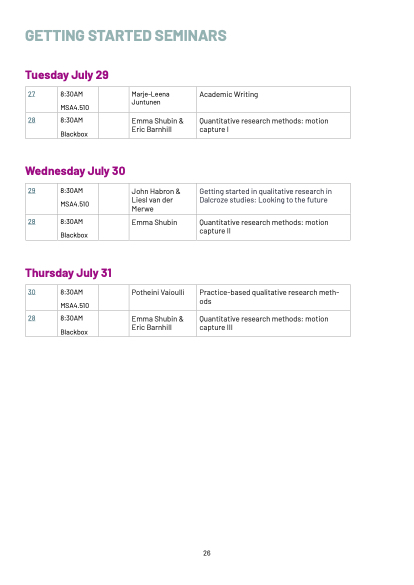 GETTING STARTED SEMINARS
Tuesday July 29
27 8:30AM Marje-Leena Academic Writing
Juntunen
MSA4.510
28 8:30AM Emma Shubin & Quantitative research methods: motion
Eric Barnhill capture I
Blackbox
Wednesday July 30
29 8:30AM John Habron & Getting started in qualitative research in
MSA4.510 Liesl van der Dalcroze studies: Looking to the future
Merwe
28 8:30AM Emma Shubin Quantitative research methods: motion
capture II
Blackbox
Thursday July 31
30 8:30AM Potheini Vaioulli Practice-based qualitative research meth-
ods
MSA4.510
28 8:30AM Emma Shubin & Quantitative research methods: motion
Eric Barnhill capture III
Blackbox
26